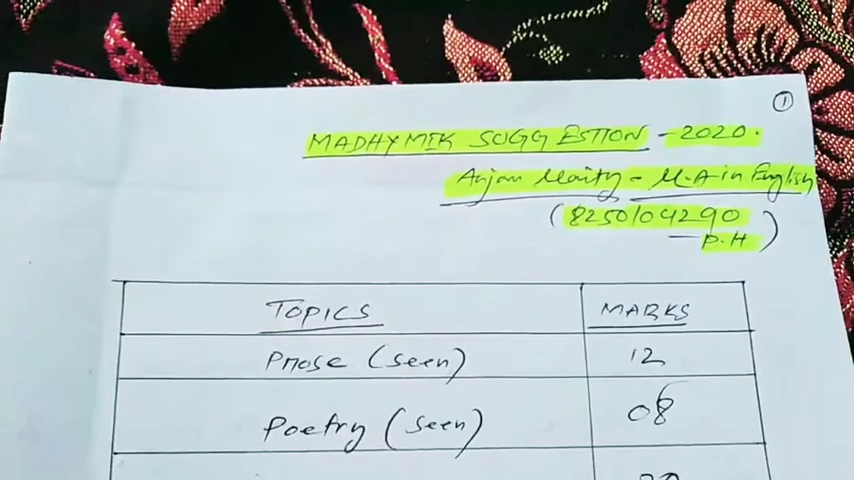 ①
MADHYMIK SUGGESTION - 2020.
Anjan Maity - M.A in English
(8250104290
— P.H)
TOPICS MARKS
Prose (seen) 12
Poetry (seen) 08